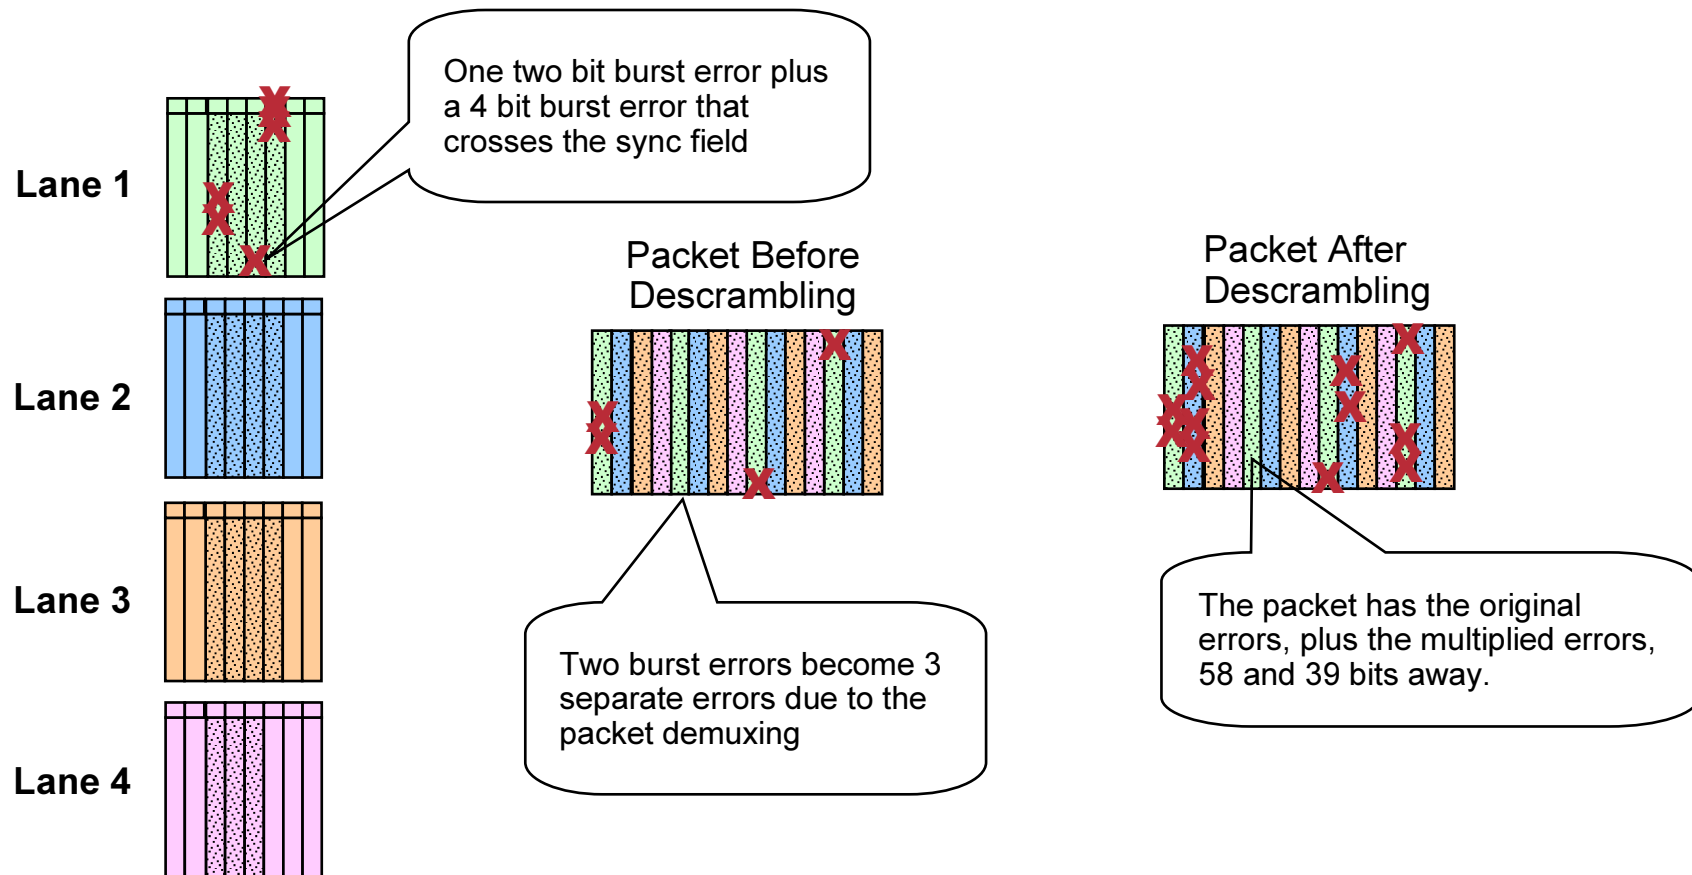 One two bit burst error plus
a 4 bit burst error that
crosses the sync field
Lane 1
Packet Before
Descrambling
Packet After
Descrambling
Lane 2
Lane 3
The packet has the original
errors, plus the multiplied errors,
58 and 39 bits away.
Two burst errors become 3
separate errors due to the
packet demuxing
Lane 4